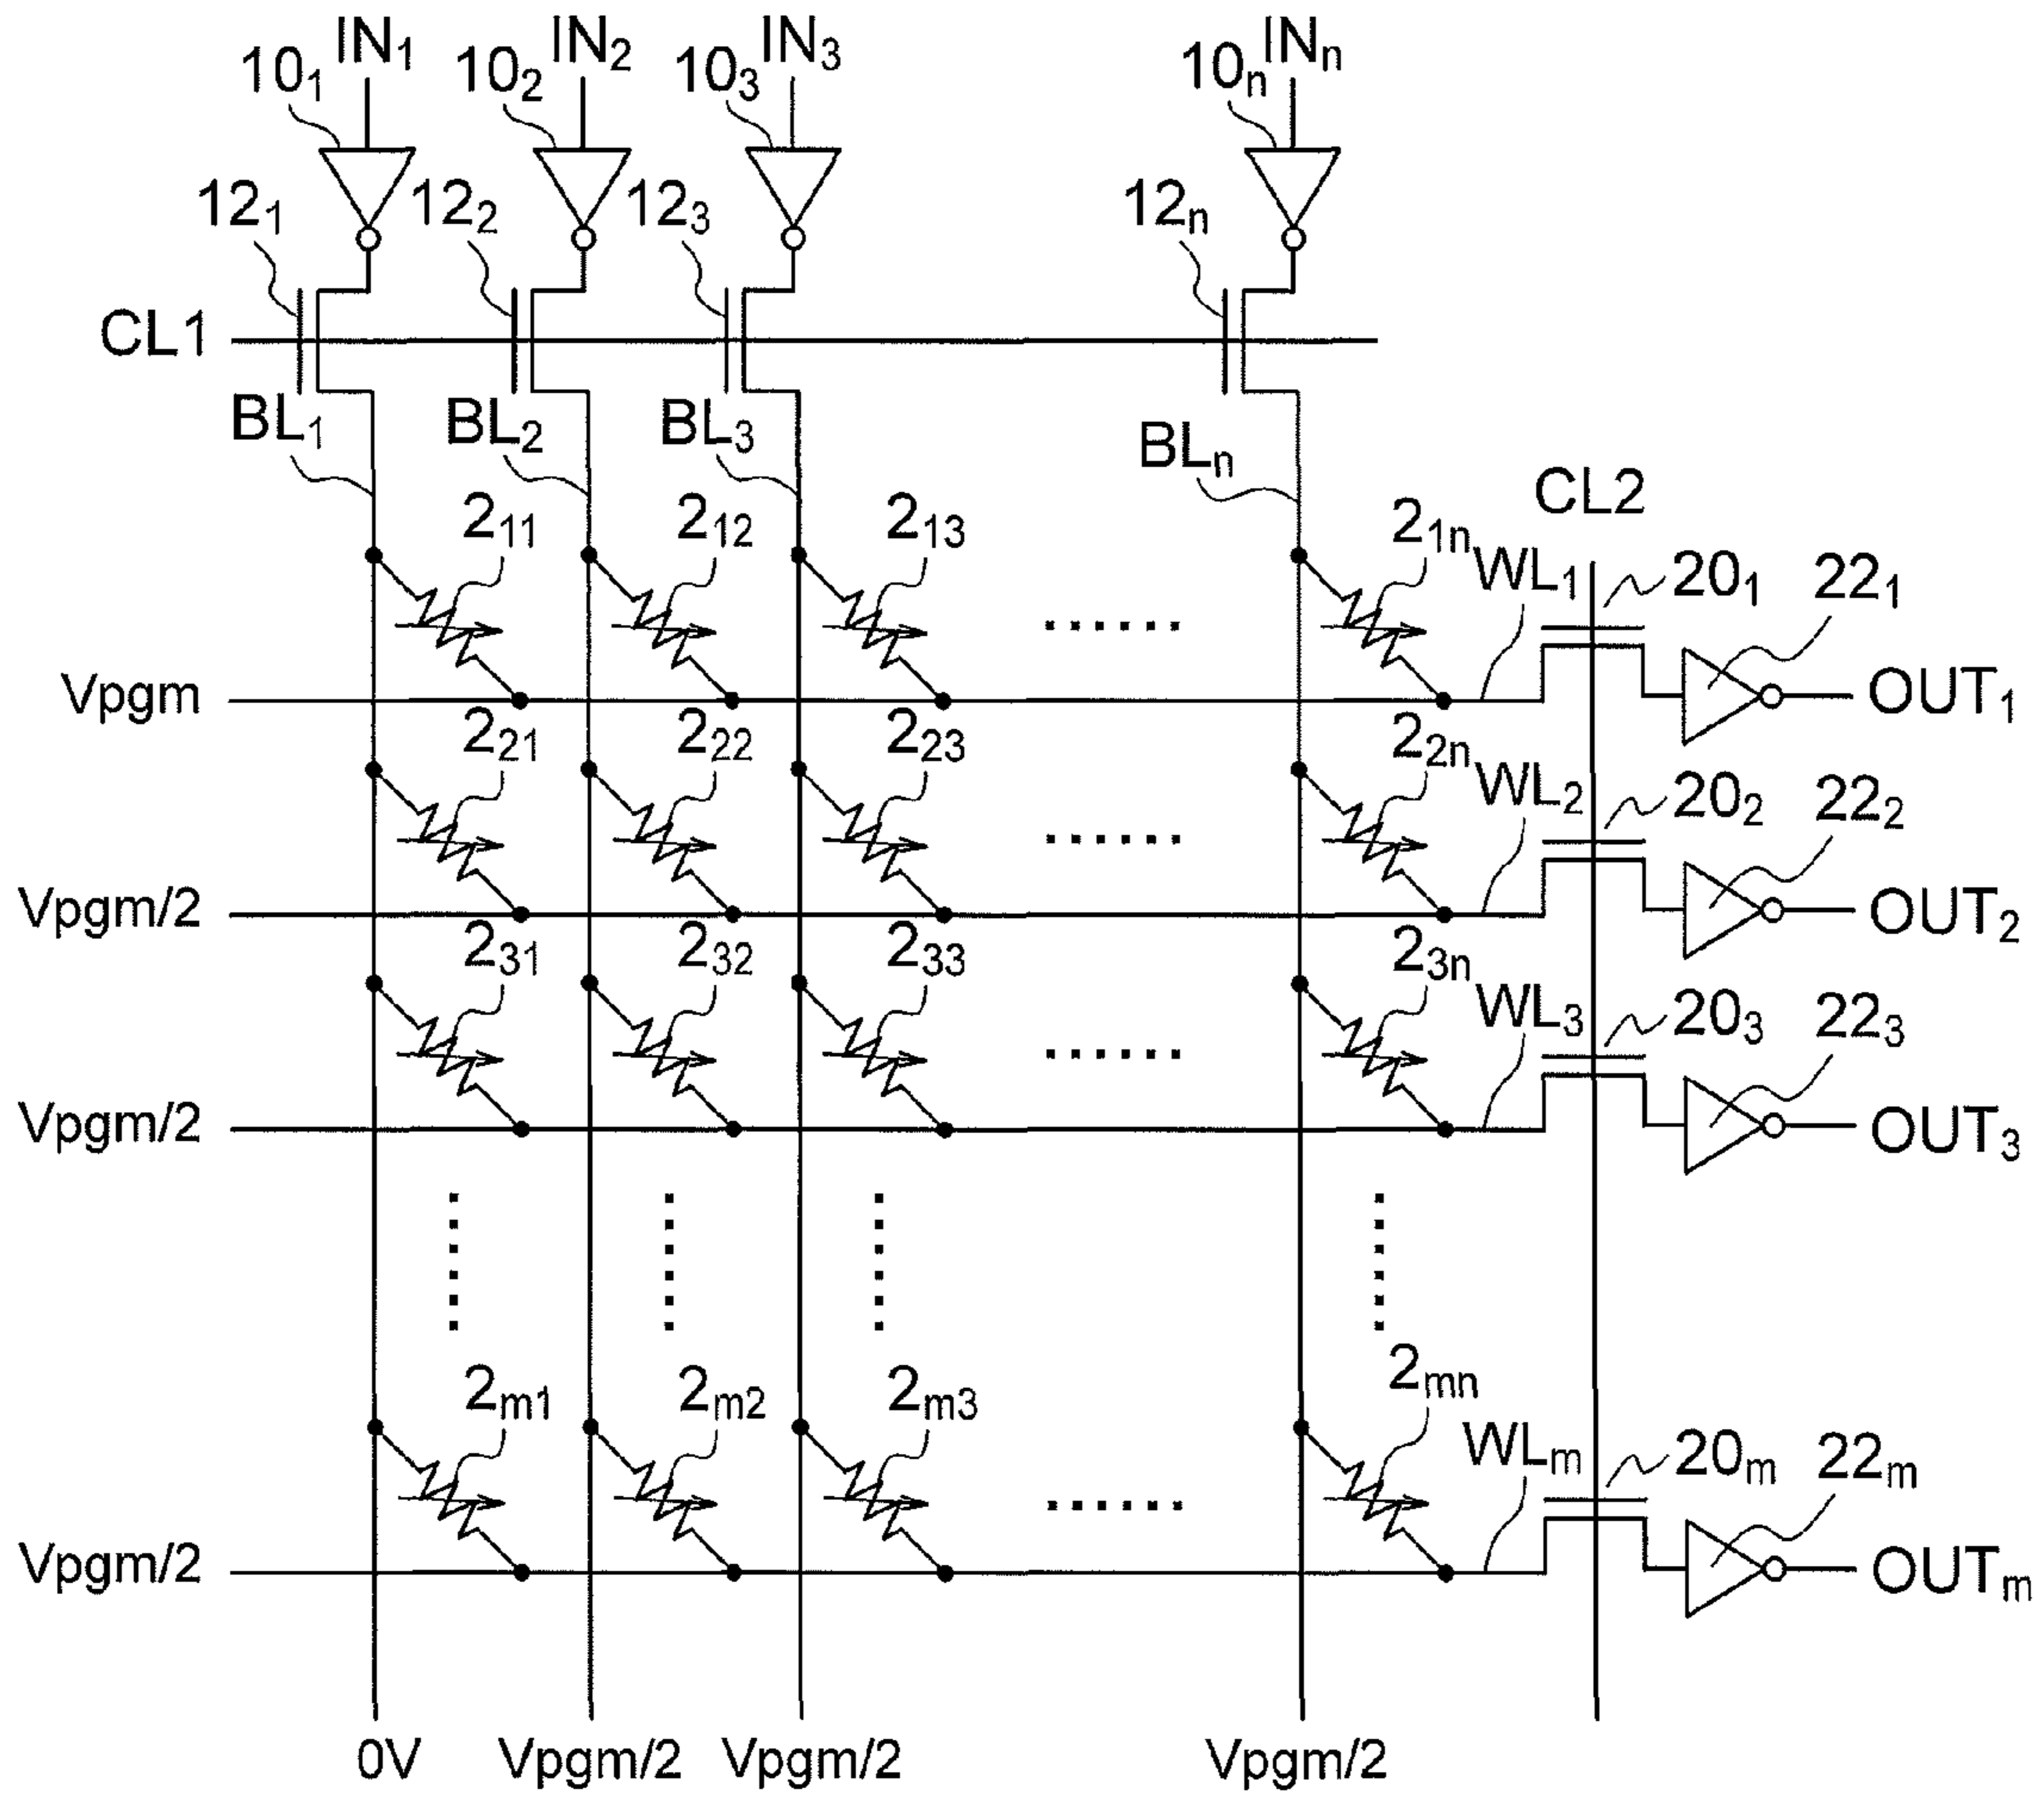 IN₁ IN₂ IN₃ INₙ
10₁ 10₂ 10₃ 10ₙ
12₁ 12₂ 12₃ 12ₙ
CL1
BL₁ BL₂ BL₃ BLₙ
CL2
2₁₁ 2₁₂ 2₁₃ 2₁ₙ WL₁ 20₁ 22₁
Vpgm OUT₁
2₂₁ 2₂₂ 2₂₃ 2₂ₙ WL₂ 20₂ 22₂
Vpgm/2 OUT₂
2₃₁ 2₃₂ 2₃₃ 2₃ₙ WL₃ 20₃ 22₃
Vpgm/2 OUT₃
2ₘ₁ 2ₘ₂ 2ₘ₃ 2ₘₙ WLₘ 20ₘ 22ₘ
Vpgm/2 OUTₘ
0V Vpgm/2 Vpgm/2 Vpgm/2